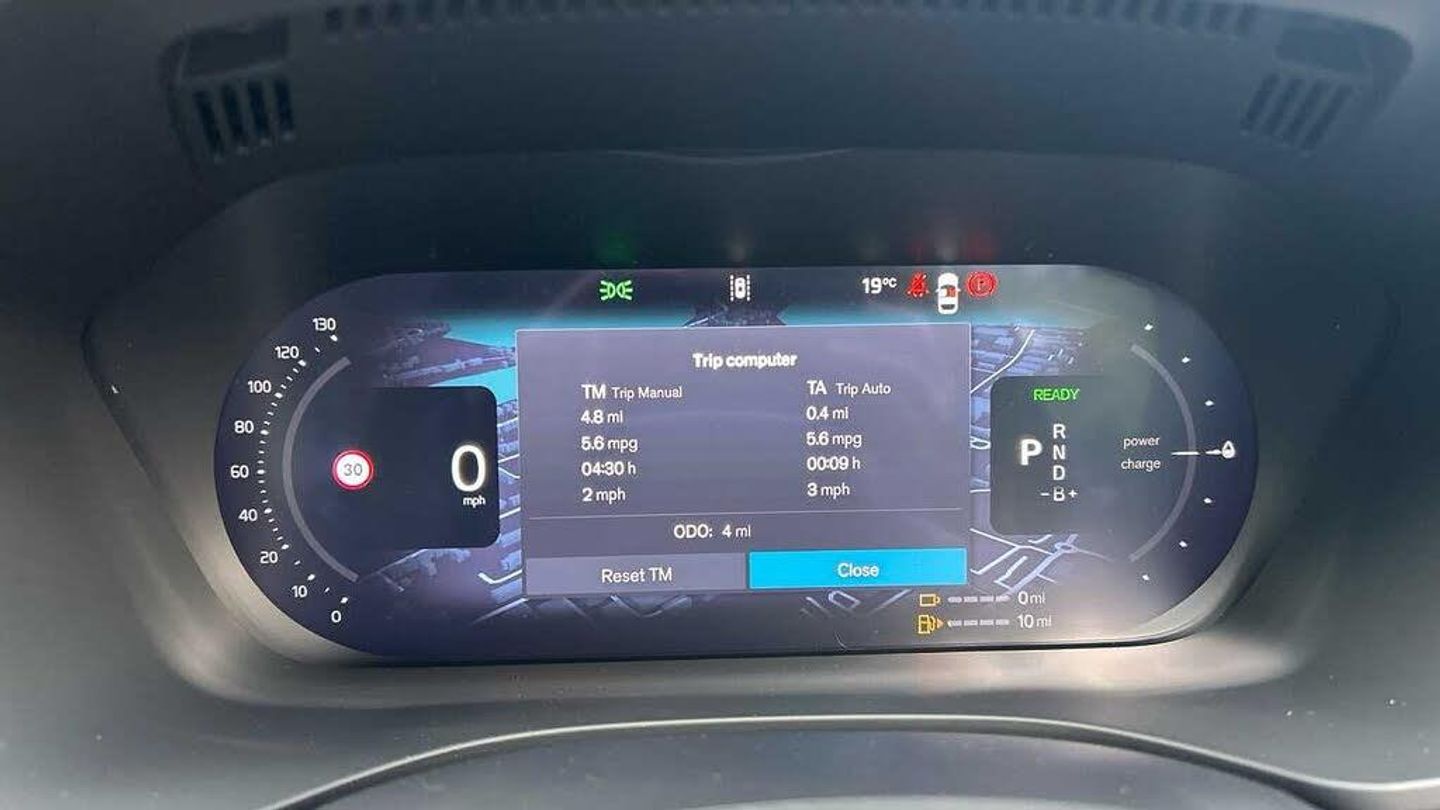 19°C
Trip computer
TM Trip Manual
4.8 mi
5.6 mpg
04:30 h
2 mph
TA Trip Auto
0.4 mi
5.6 mpg
00:09 h
3 mph
ODO: 4 mi
Reset TM
Close
130
120
100
80
60
40
20
10
0
30
0
mph
READY
P
R
N
D
-B+
power
charge
0 mi
10 mi
P